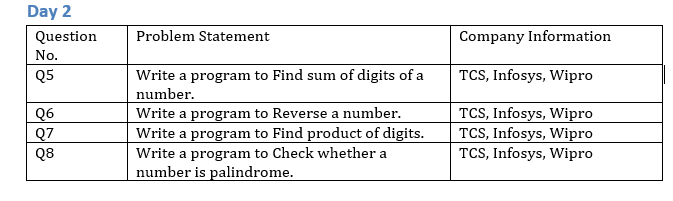 Day 2
Question No. Problem Statement Company Information
Q5 Write a program to Find sum of digits of a number. TCS, Infosys, Wipro
Q6 Write a program to Reverse a number. TCS, Infosys, Wipro
Q7 Write a program to Find product of digits. TCS, Infosys, Wipro
Q8 Write a program to Check whether a number is palindrome. TCS, Infosys, Wipro